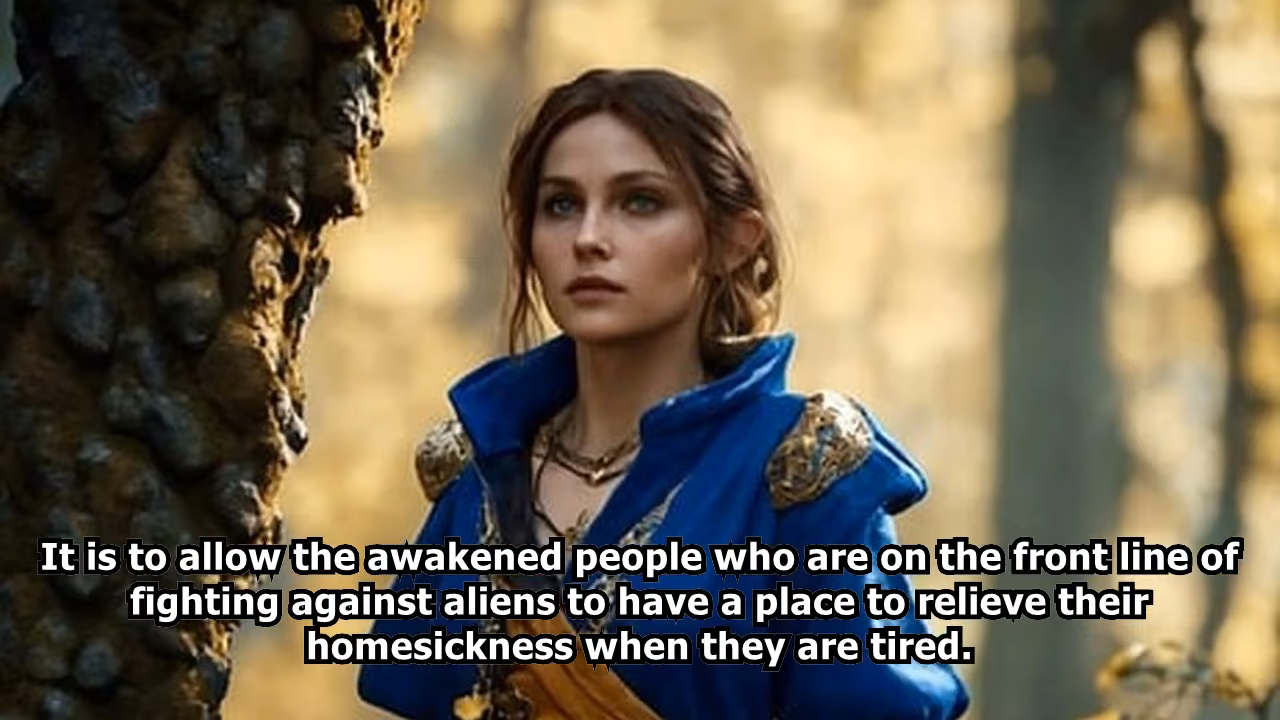 It is to allow the awakened people who are on the front line of
fighting against aliens to have a place to relieve their
homesickness when they are tired.